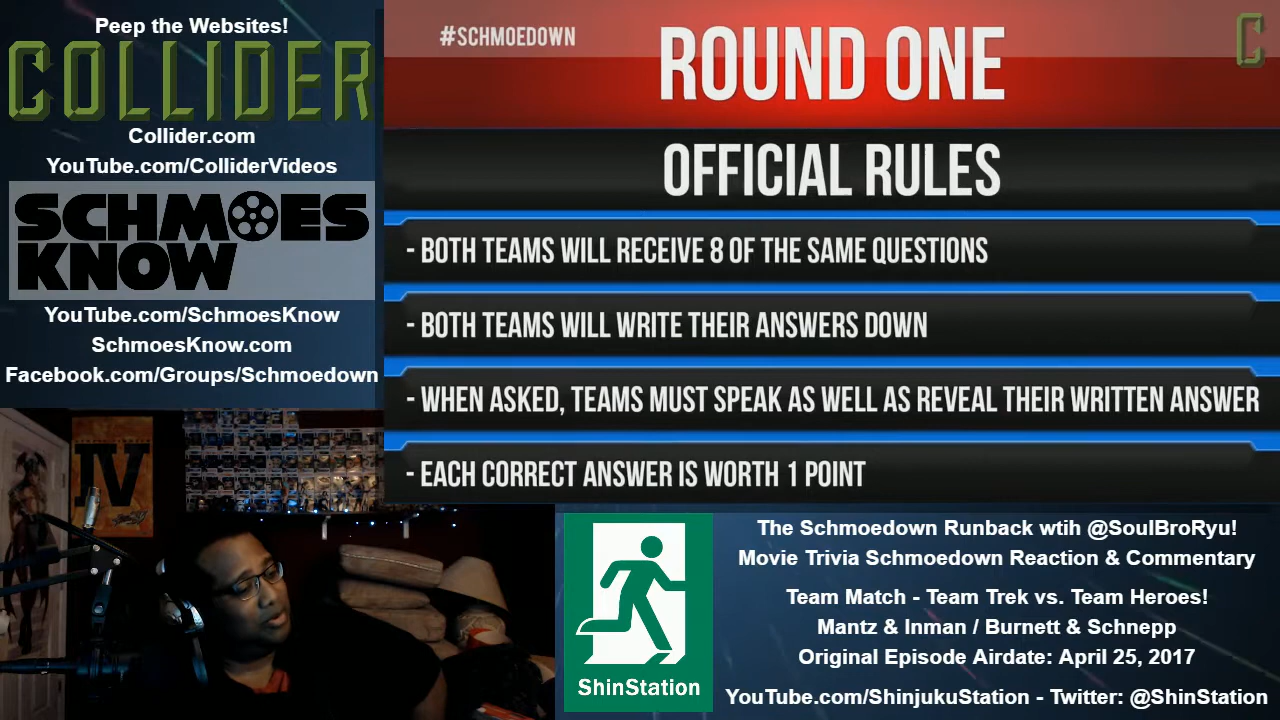 Peep the Websites!
COLLIDER
Collider.com
YouTube.com/ColliderVideos
SCHMOES
KNOW
YouTube.com/SchmoesKnow
SchmoesKnow.com
Facebook.com/Groups/Schmoedown
#SCHMOEDOWN
C
ROUND ONE
OFFICIAL RULES
- BOTH TEAMS WILL RECEIVE 8 OF THE SAME QUESTIONS
- BOTH TEAMS WILL WRITE THEIR ANSWERS DOWN
- WHEN ASKED, TEAMS MUST SPEAK AS WELL AS REVEAL THEIR WRITTEN ANSWER
- EACH CORRECT ANSWER IS WORTH 1 POINT
IV
ShinStation
The Schmoedown Runback wtih @SoulBroRyu!
Movie Trivia Schmoedown Reaction & Commentary
Team Match - Team Trek vs. Team Heroes!
Mantz & Inman / Burnett & Schnepp
Original Episode Airdate: April 25, 2017
YouTube.com/ShinjukuStation - Twitter: @ShinStation